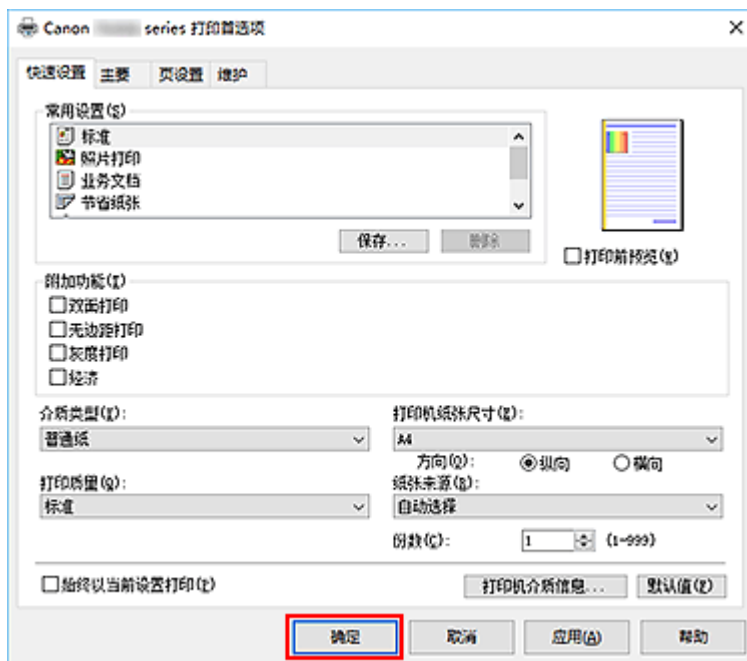 Canon series 打印首选项
快速设置 主要 页设置 维护
常用设置(S)
标准
照片打印
业务文档
节省纸张
保存... 删除
打印前预览(W)
附加功能(I)
双面打印
无边距打印
灰度打印
经济
介质类型(Y): 打印机纸张尺寸(Z):
普通纸 A4
方向(O): 纵向 横向
打印质量(Q): 纸张来源(B):
标准 自动选择
份数(C): 1 (1-999)
始终以当前设置打印(P)
打印机介质信息... 默认值(Z)
确定 取消 应用(A) 帮助